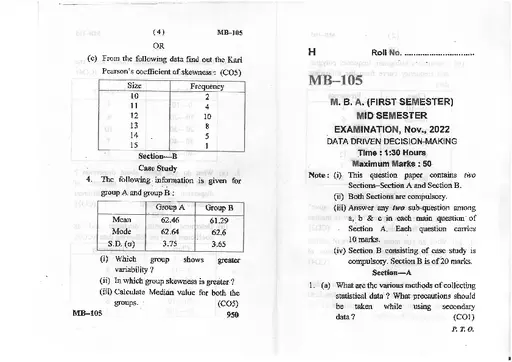 ( 4 ) MB-105
OR
(c) From the following data find out the Karl
Pearson's coefficient of skewness : (CO5)
Size Frequency
10 2
11 4
12 10
13 8
14 5
15 1
Section—B
Case Study
4. The following information is given for
group A and group B :
Group A Group B
Mean 62.46 61.29
Mode 62.64 62.6
S.D. (σ) 3.75 3.65
(i) Which group shows greater
variability ?
(ii) In which group skewness is greater ?
(iii) Calculate Median value for both the
groups. (CO5)
MB-105 950
H Roll No. ..............................
MB-105
M. B. A. (FIRST SEMESTER)
MID SEMESTER
EXAMINATION, Nov., 2022
DATA DRIVEN DECISION-MAKING
Time : 1:30 Hours
Maximum Marks : 50
Note : (i) This question paper contains two
Sections-Section A and Section B.
(ii) Both Sections are compulsory.
(iii) Answer any two sub-question among
a, b & c in each main question of
Section A. Each question carries
10 marks.
(iv) Section B consisting of case study is
compulsory. Section B is of 20 marks.
Section—A
1. (a) What are the various methods of collecting
statistical data ? What precautions should
be taken while using secondary
data ? (CO1)
P. T. O.